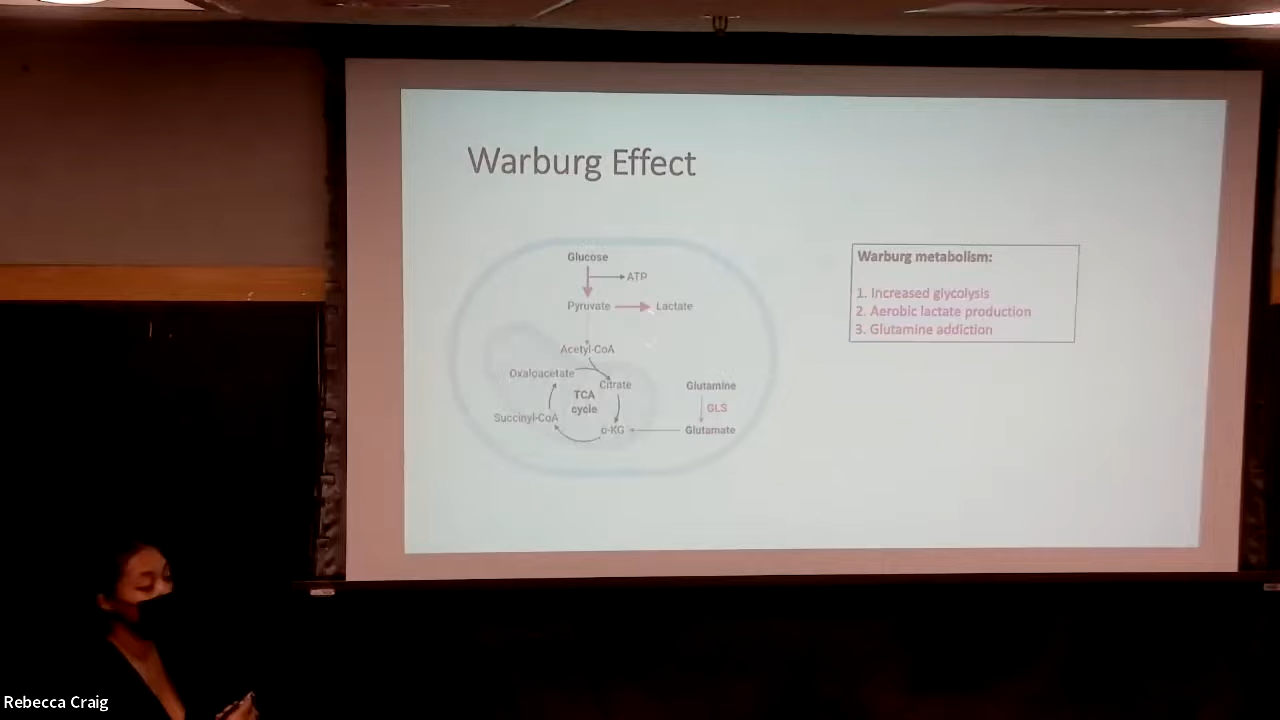 Warburg Effect
Glucose
ATP
Pyruvate
Lactate
Acetyl-CoA
Oxaloacetate
Citrate
TCA
cycle
Succinyl-CoA
α-KG
Glutamine
GLS
Glutamate
Warburg metabolism:
1. Increased glycolysis
2. Aerobic lactate production
3. Glutamine addiction
Rebecca Craig